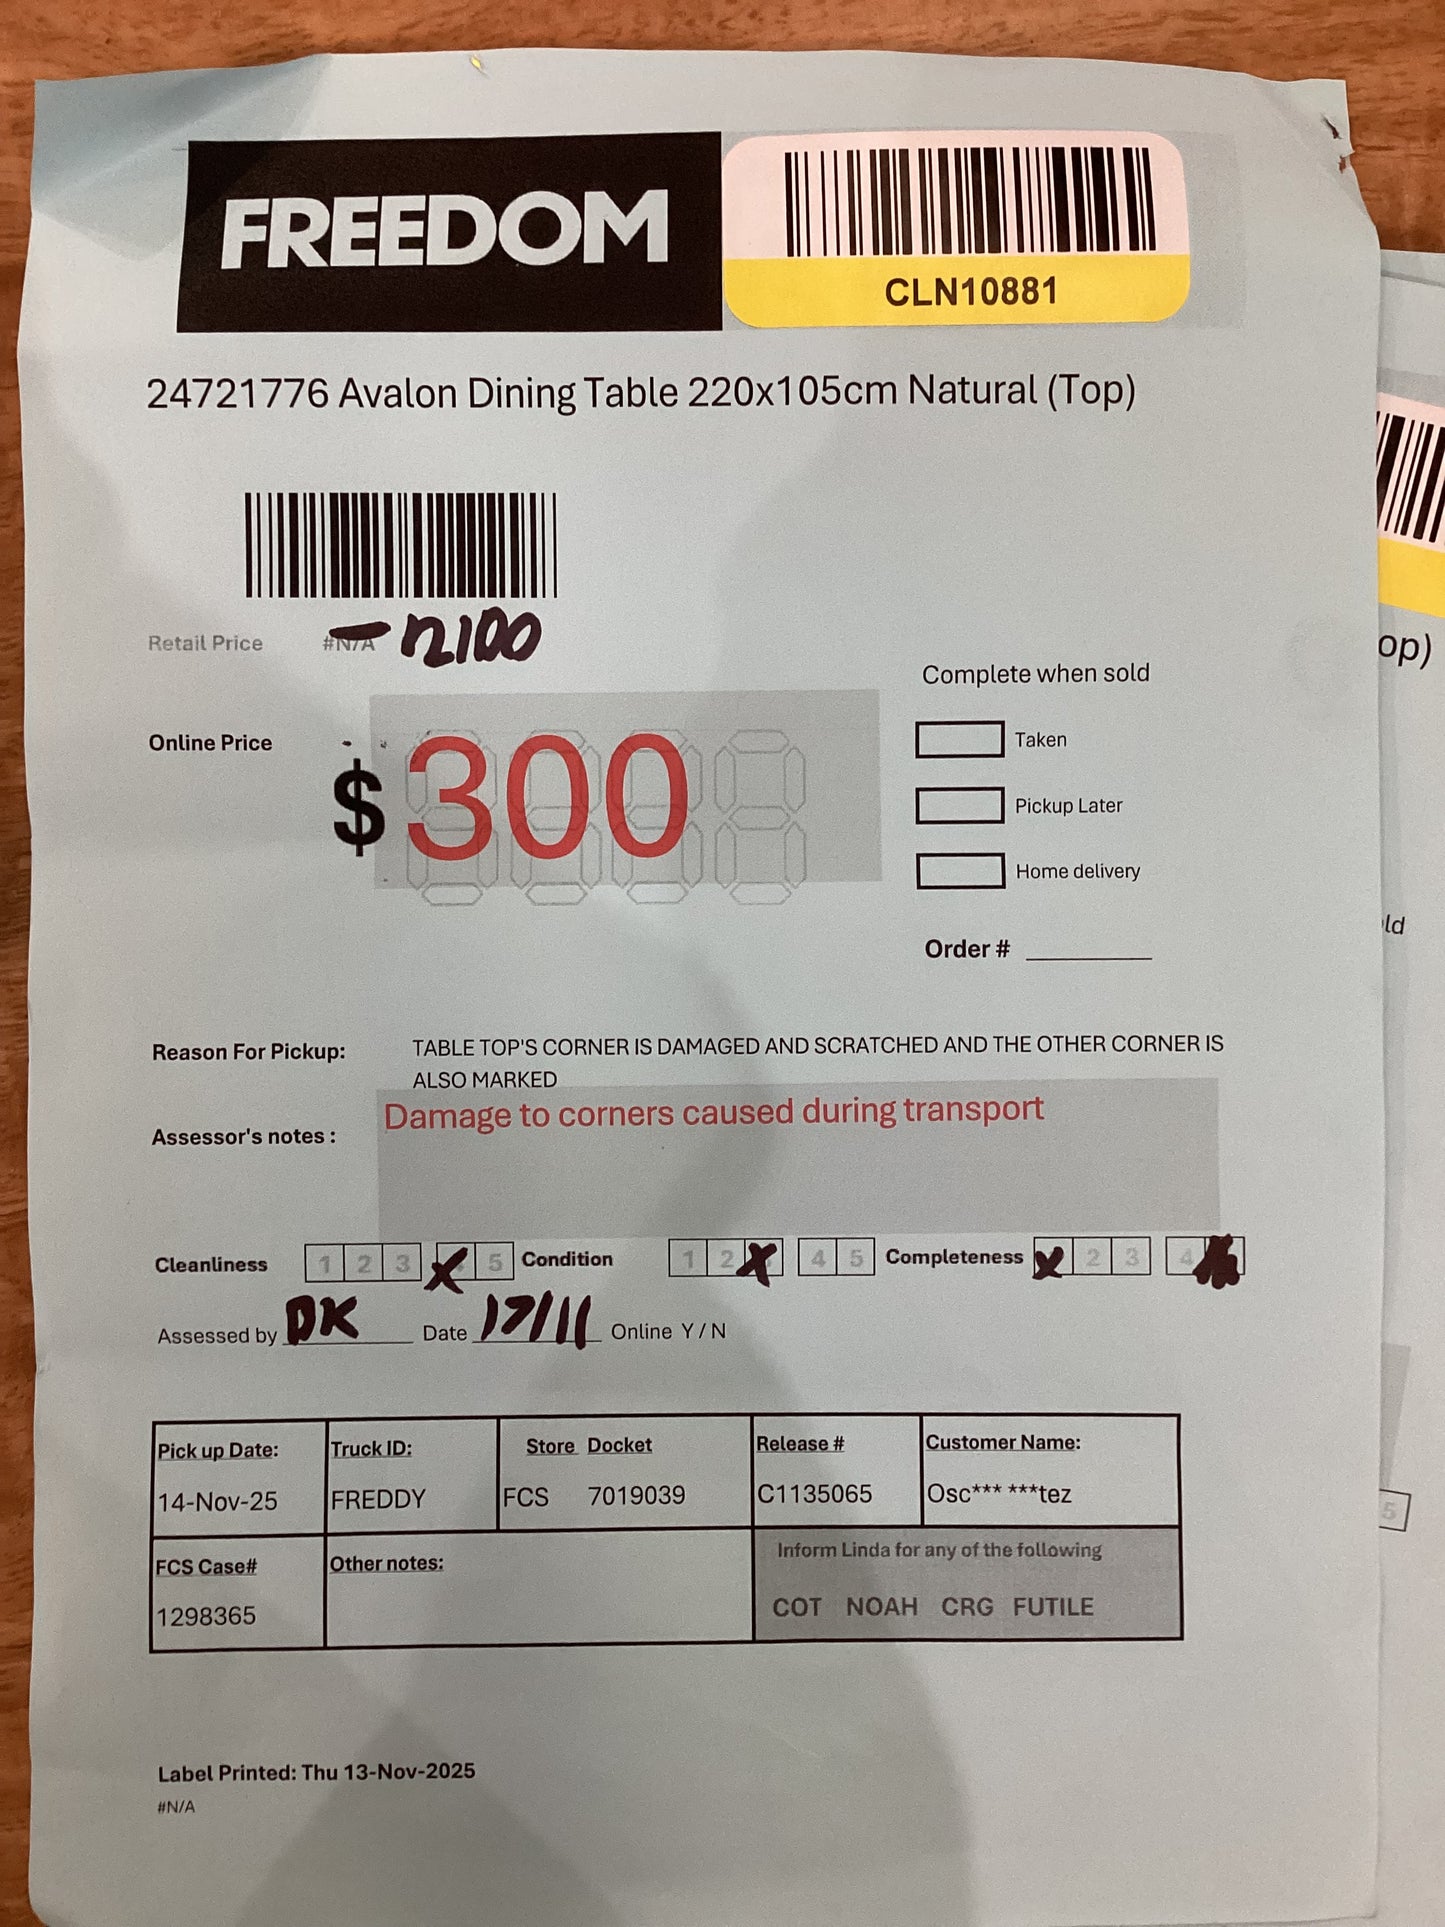 FREEDOM
CLN10881
24721776 Avalon Dining Table 220x105cm Natural (Top)
Retail Price #N/A 2100
Complete when sold
Online Price $ 300
Taken
Pickup Later
Home delivery
Order #
Reason For Pickup: TABLE TOP'S CORNER IS DAMAGED AND SCRATCHED AND THE OTHER CORNER IS
ALSO MARKED
Damage to corners caused during transport
Assessor's notes :
Cleanliness 1 2 3 5 Condition 1 2 4 5 Completeness 2 3 4
Assessed by DK Date 17/11 Online Y / N
Pick up Date: Truck ID: Store Docket Release # Customer Name:
14-Nov-25 FREDDY FCS 7019039 C1135065 Osc*** ***tez
FCS Case# Other notes: Inform Linda for any of the following
1298365 COT NOAH CRG FUTILE
Label Printed: Thu 13-Nov-2025
#N/A
op)
ld
5